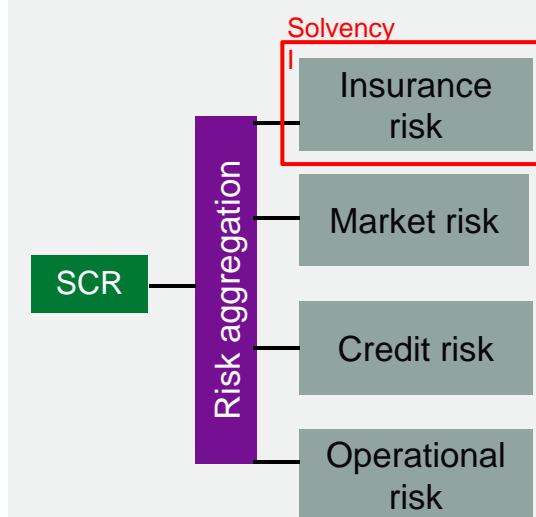 Solvency
I
Insurance
risk
Market risk
SCR
Risk aggregation
Credit risk
Operational
risk